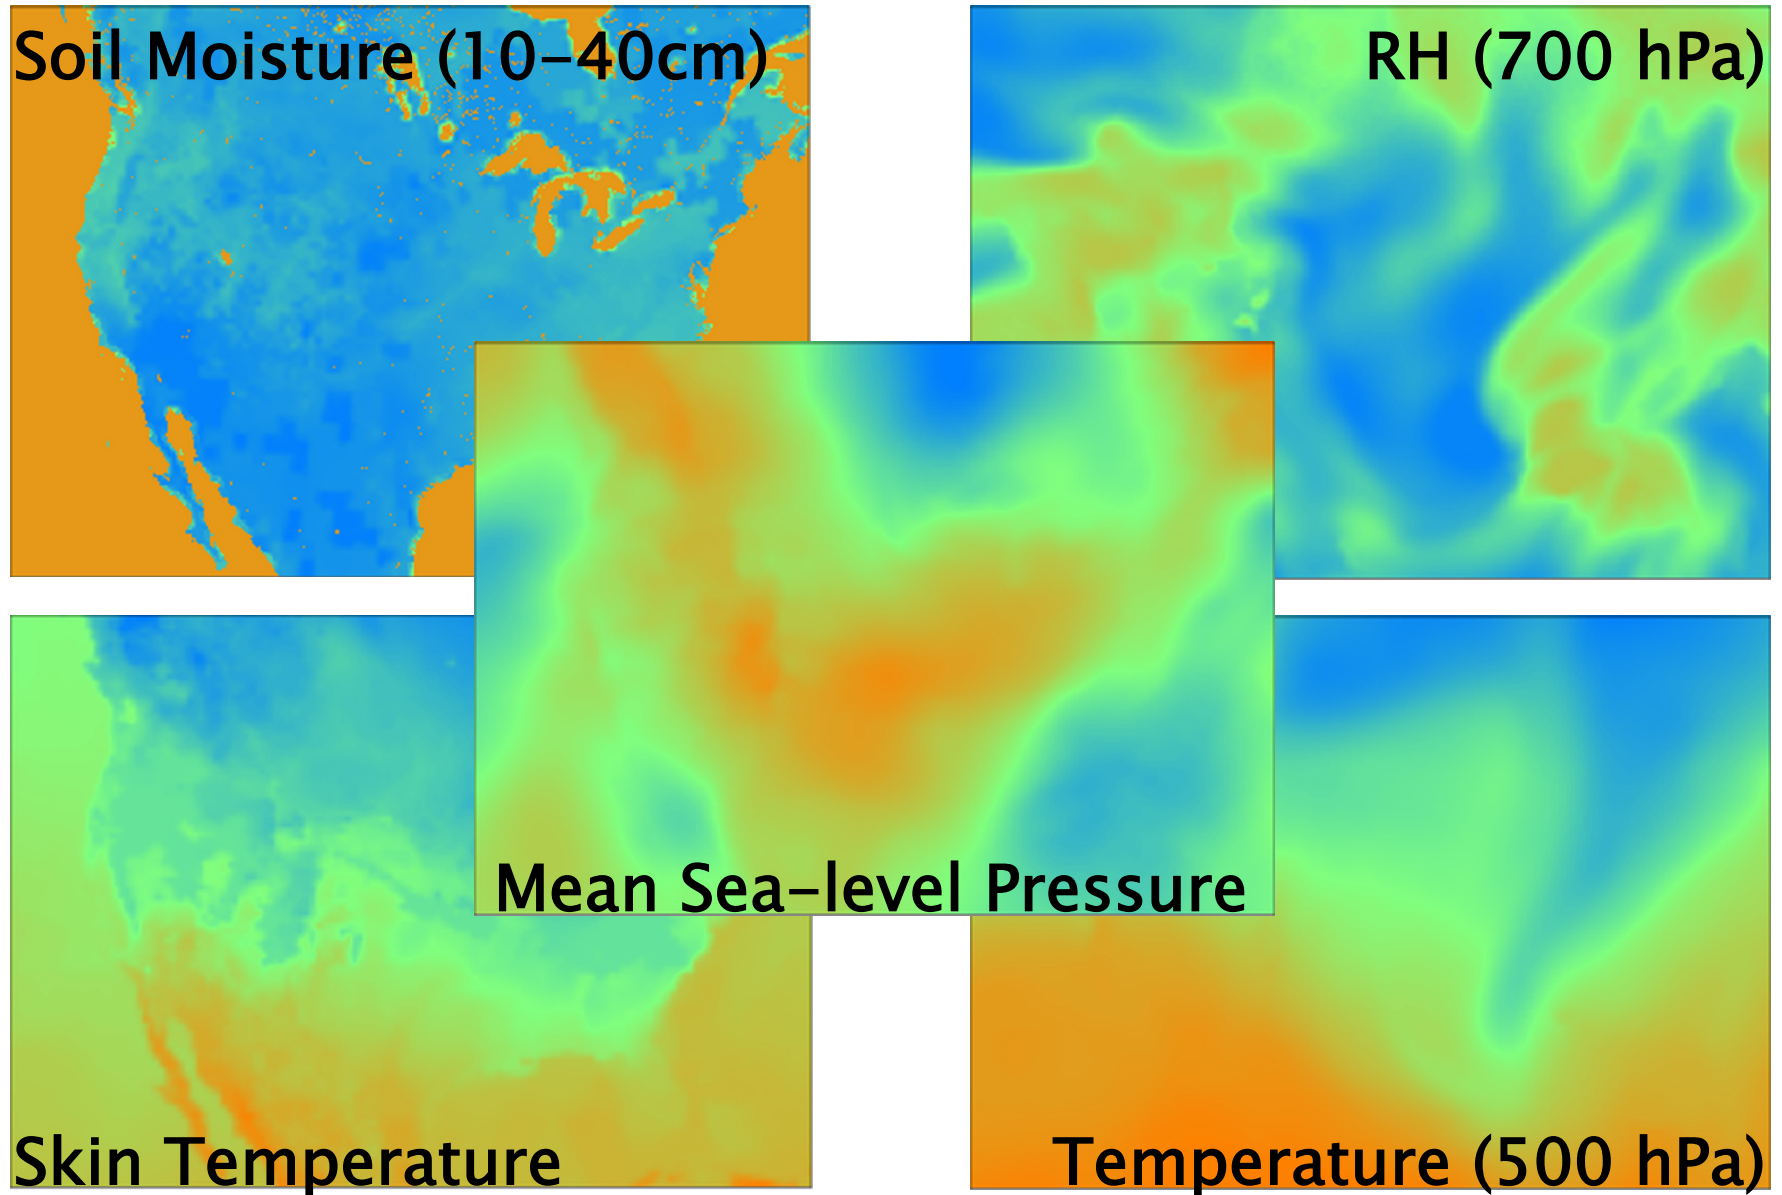 Soil Moisture (10-40cm)
RH (700 hPa)
Mean Sea-level Pressure
Skin Temperature
Temperature (500 hPa)